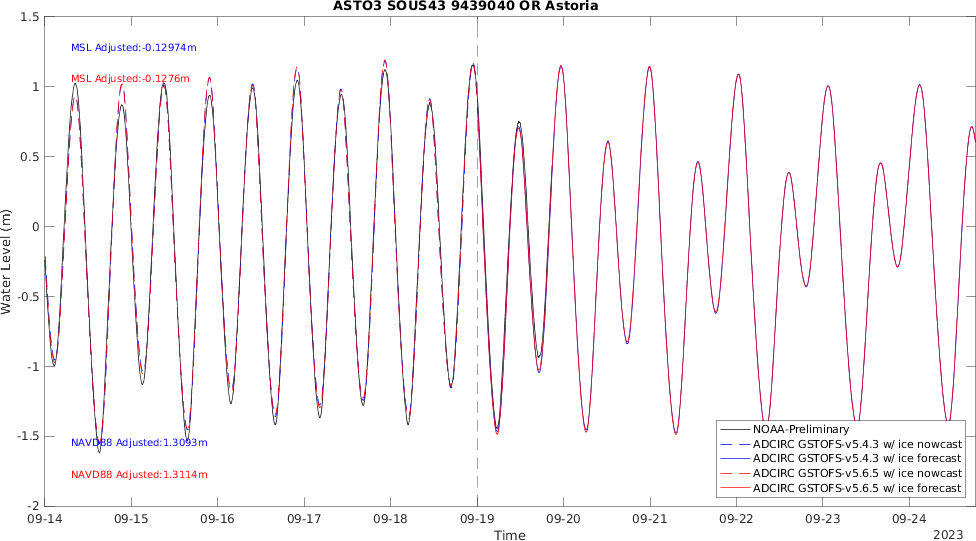 ASTO3 SOUS43 9439040 OR Astoria
1.5
MSL Adjusted:-0.12974m
MSL Adjusted:-0.1276m
1
0.5
0
Water Level (m)
-0.5
-1
-1.5
NAVD88 Adjusted:1.3093m
NAVD88 Adjusted:1.3114m
-2
NOAA-Preliminary
ADCIRC GSTOFS-v5.4.3 w/ ice nowcast
ADCIRC GSTOFS-v5.4.3 w/ ice forecast
ADCIRC GSTOFS-v5.6.5 w/ ice nowcast
ADCIRC GSTOFS-v5.6.5 w/ ice forecast
09-14 09-15 09-16 09-17 09-18 09-19 09-20 09-21 09-22 09-23 09-24
Time
2023